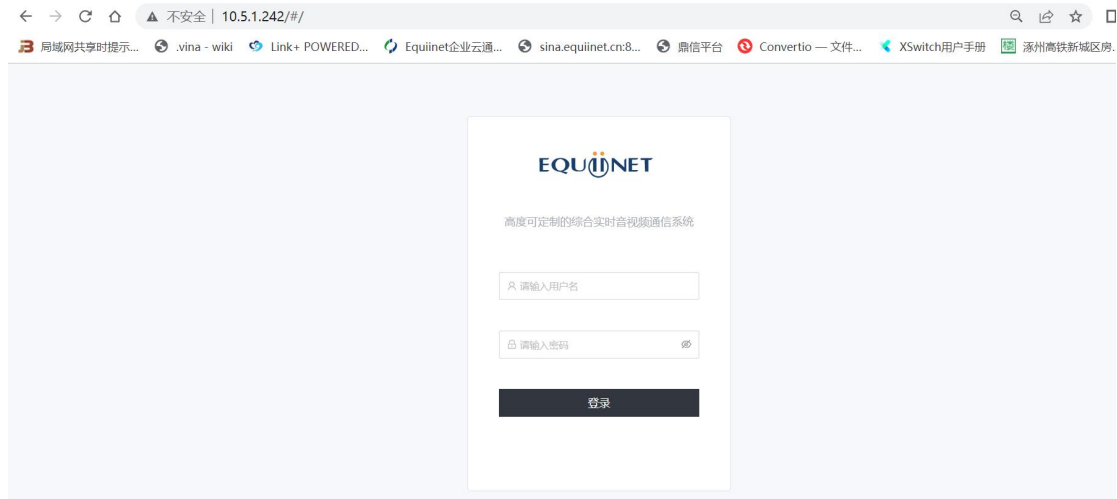 不安全 10.5.1.242/#/
局域网共享时提示... .vina - wiki Link+ POWERED... Equiinet企业云通... sina.equiinet.cn:8... 鼎信平台 Convertio — 文件... XSwitch用户手册 涿州高铁新城区房...
EQUIINET
高度可定制的综合实时音视频通信系统
请输入用户名
请输入密码
登录